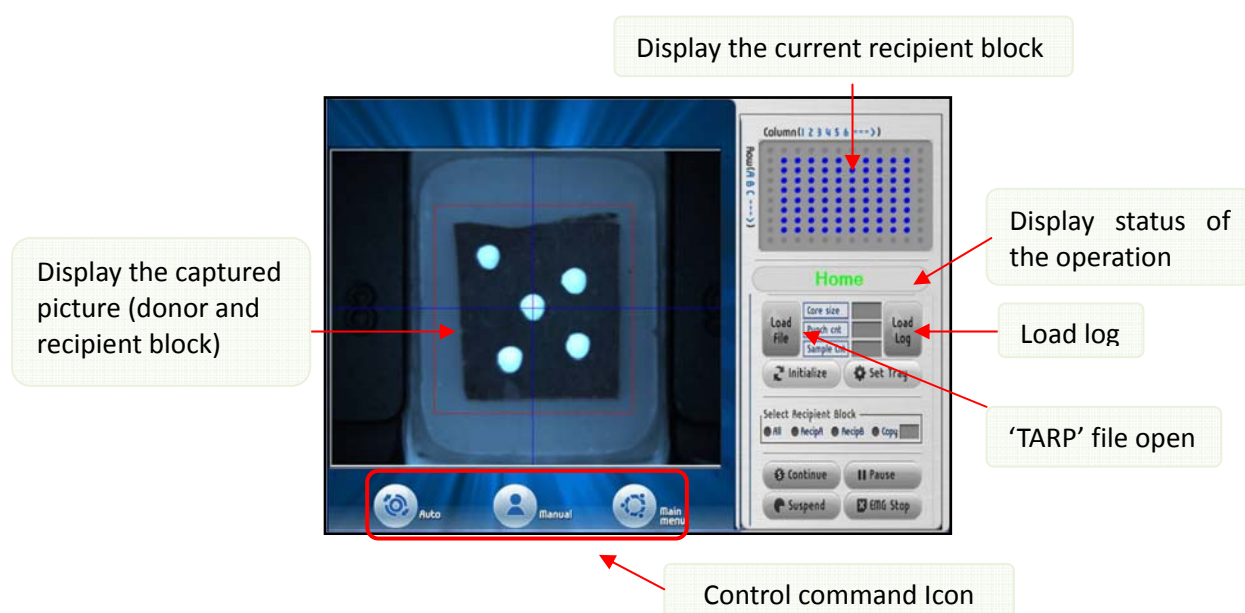 Display the current recipient block
Column(1 2 3 4 5 6 --->)
Row(A B C --->)
Display status of
the operation
Display the captured
picture (donor and
recipient block)
Home
Load
File
Core size
Punch cnt
Sample cnt
Load
Log
Load log
Initialize
Set Tray
'TARP' file open
Select Recipient Block
All RecipA RecipB Copy
Continue
Pause
Suspend
EMG Stop
Auto
Manual
Main
menu
Control command Icon